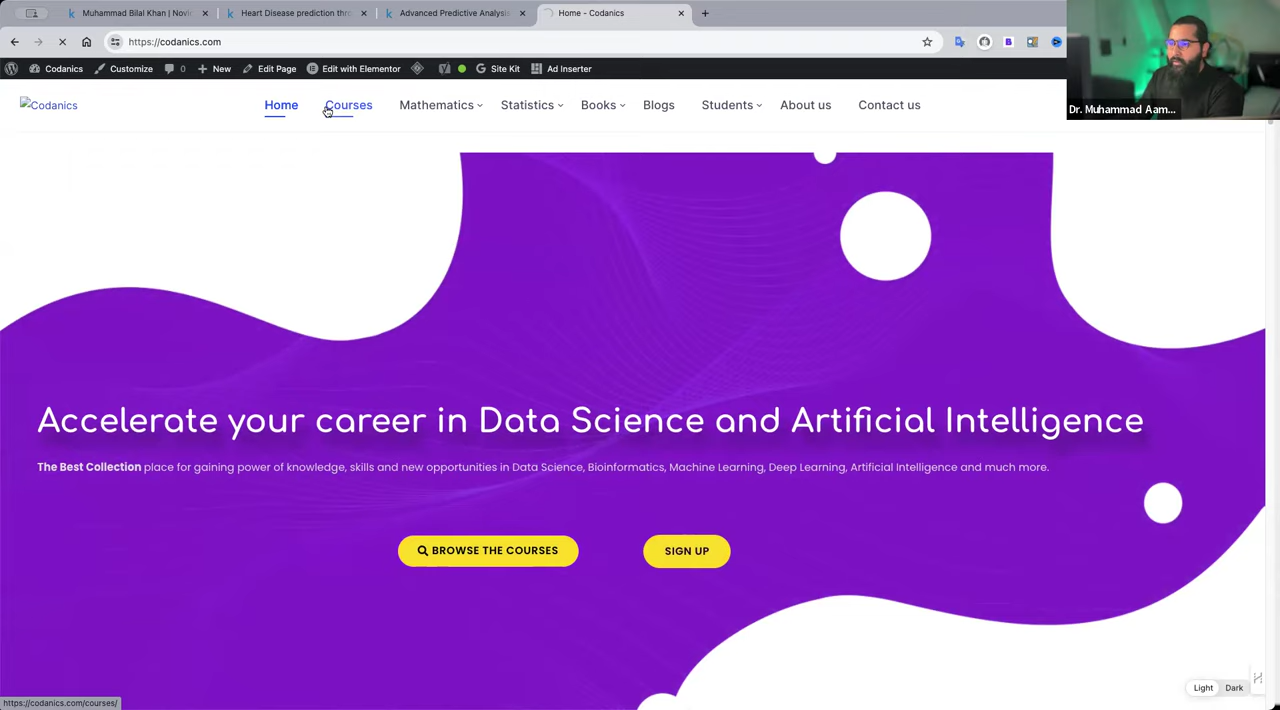 Muhammad Bilal Khan | Novic
Heart Disease prediction thro
Advanced Predictive Analysis
Home - Codanics
https://codanics.com
Codanics
Customize
0
New
Edit Page
Edit with Elementor
Site Kit
Ad Inserter
Codanics
Home
Courses
Mathematics
Statistics
Books
Blogs
Students
About us
Contact us
Dr. Muhammad Aam...
Accelerate your career in Data Science and Artificial Intelligence
The Best Collection place for gaining power of knowledge, skills and new opportunities in Data Science, Bioinformatics, Machine Learning, Deep Learning, Artificial Intelligence and much more.
BROWSE THE COURSES
SIGN UP
Light
Dark
https://codanics.com/courses/